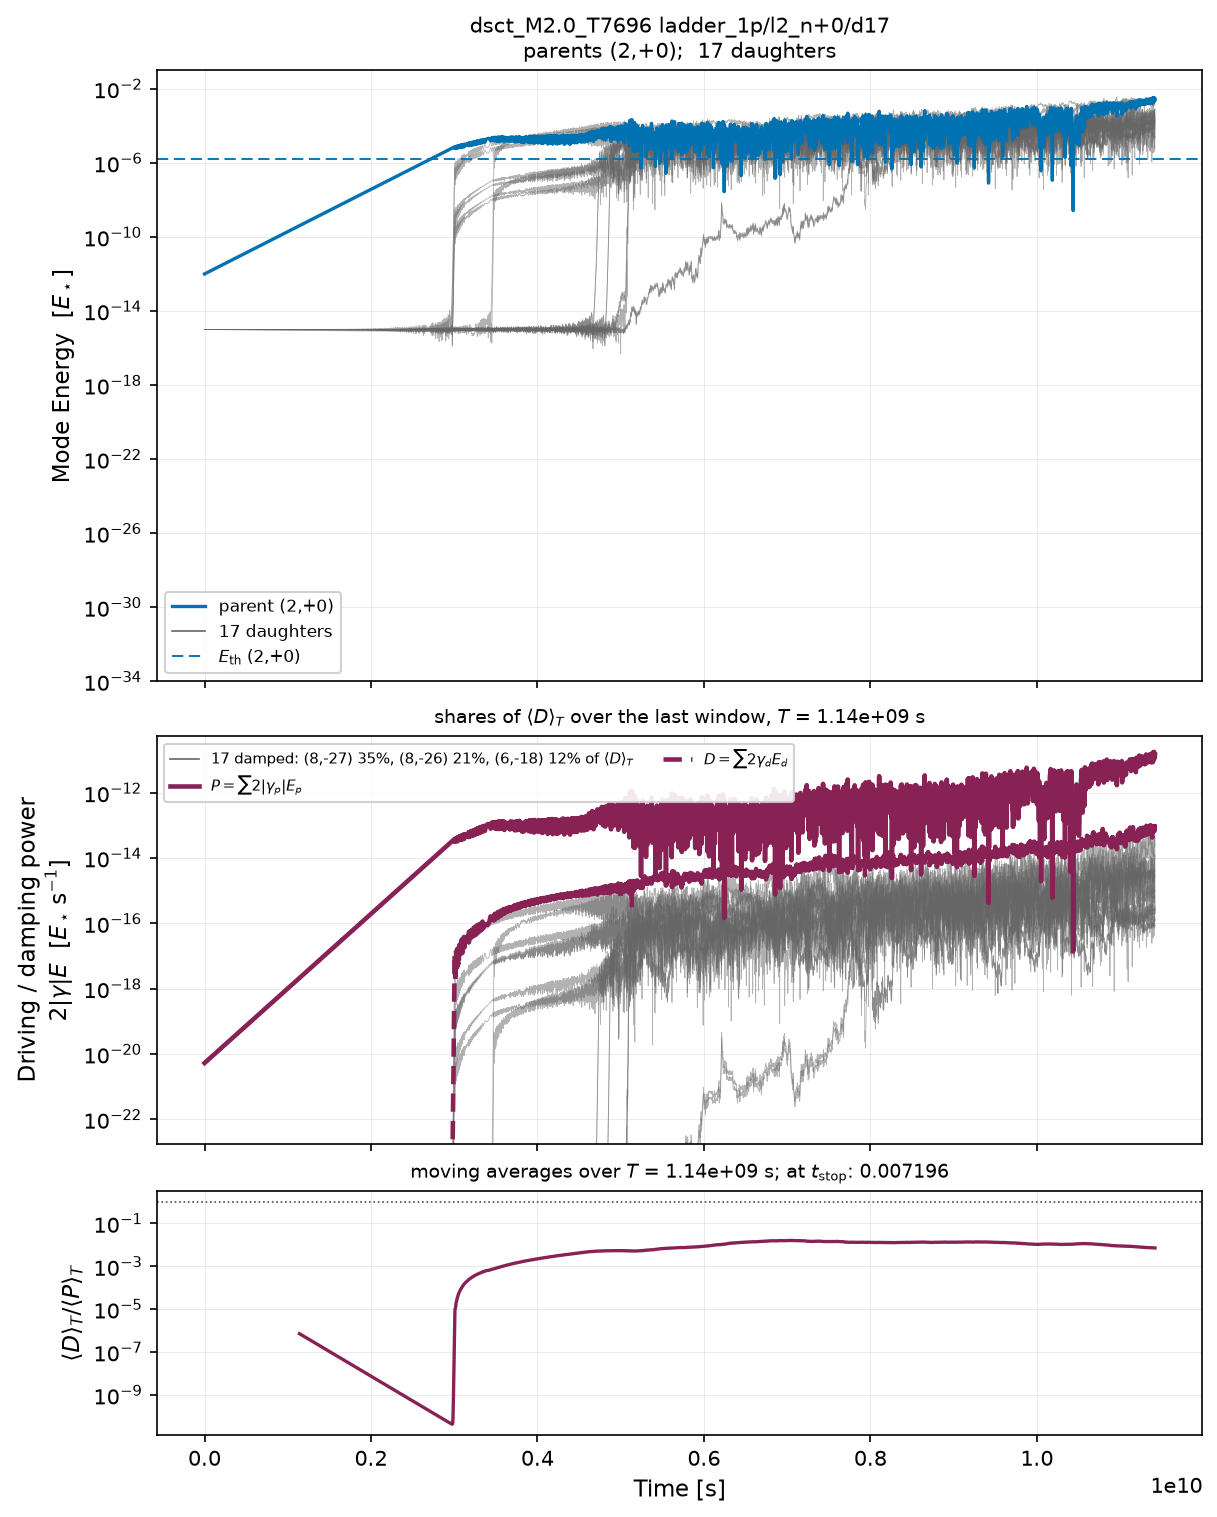 dsct_M2.0_T7696 ladder_1p/l2_n+0/d17
parents (2,+0);  17 daughters
Mode Energy [E⋆]
10⁻²
10⁻⁶
10⁻¹⁰
10⁻¹⁴
10⁻¹⁸
10⁻²²
10⁻²⁶
10⁻³⁰
10⁻³⁴
parent (2,+0)
17 daughters
E_th (2,+0)
shares of ⟨D⟩_T over the last window, T = 1.14e+09 s
Driving / damping power
2|γ|E [E⋆ s⁻¹]
10⁻¹²
10⁻¹⁴
10⁻¹⁶
10⁻¹⁸
10⁻²⁰
10⁻²²
17 damped: (8,-27) 35%, (8,-26) 21%, (6,-18) 12% of ⟨D⟩_T
P = ∑2|γ_p|E_p
D = ∑2γ_dE_d
moving averages over T = 1.14e+09 s; at t_stop: 0.007196
⟨D⟩_T/⟨P⟩_T
10⁻¹
10⁻³
10⁻⁵
10⁻⁷
10⁻⁹
0.0 0.2 0.4 0.6 0.8 1.0
1e10
Time [s]